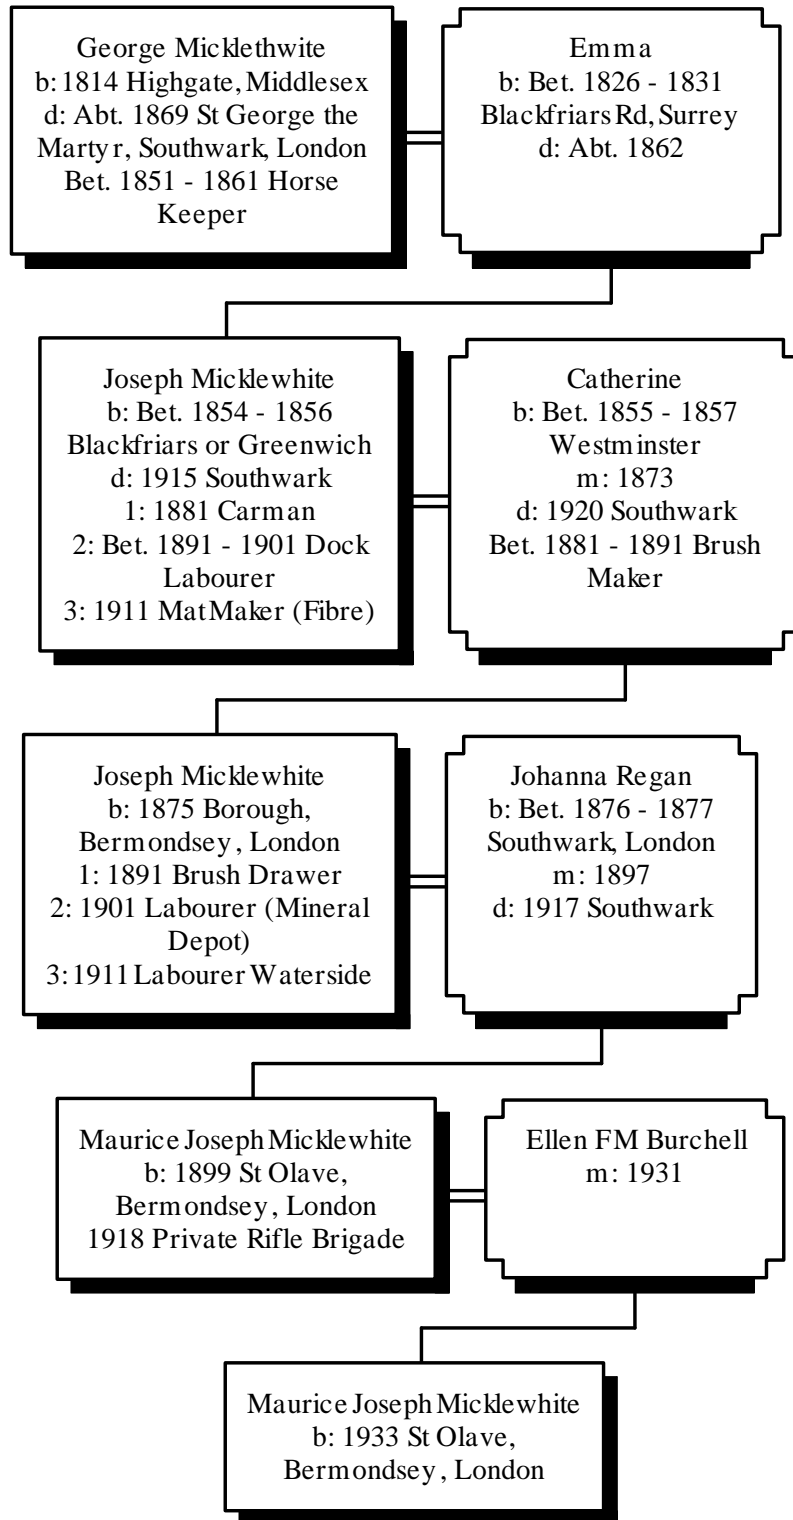 George Micklethwite
b: 1814 Highgate, Middlesex
d: Abt. 1869 St George the
Martyr, Southwark, London
Bet. 1851 - 1861 Horse
Keeper
Emma
b: Bet. 1826 - 1831
Blackfriars Rd, Surrey
d: Abt. 1862
Joseph Micklewhite
b: Bet. 1854 - 1856
Blackfriars or Greenwich
d: 1915 Southwark
1: 1881 Carman
2: Bet. 1891 - 1901 Dock
Labourer
3: 1911 Mat Maker (Fibre)
Catherine
b: Bet. 1855 - 1857
Westminster
m: 1873
d: 1920 Southwark
Bet. 1881 - 1891 Brush
Maker
Joseph Micklewhite
b: 1875 Borough,
Bermondsey, London
1: 1891 Brush Drawer
2: 1901 Labourer (Mineral
Depot)
3: 1911 Labourer Waterside
Johanna Regan
b: Bet. 1876 - 1877
Southwark, London
m: 1897
d: 1917 Southwark
Maurice Joseph Micklewhite
b: 1899 St Olave,
Bermondsey, London
1918 Private Rifle Brigade
Ellen FM Burchell
m: 1931
Maurice Joseph Micklewhite
b: 1933 St Olave,
Bermondsey, London